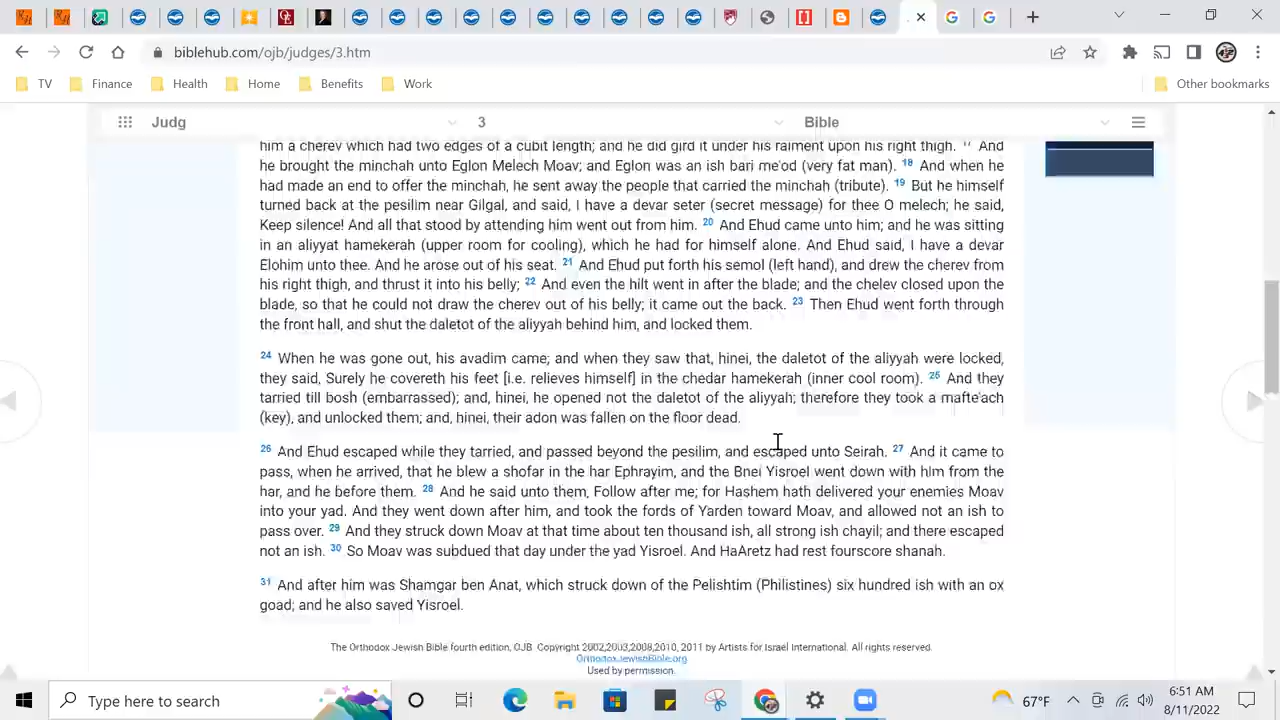 biblehub.com/ojb/judges/3.htm
TV Finance Health Home Benefits Work Other bookmarks
Judg 3 Bible
him a cherev which had two edges of a cubit length; and he did gird it under his raiment upon his right thigh. 17 And
he brought the minchah unto Eglon Melech Moav; and Eglon was an ish bari me'od (very fat man). 18 And when he
had made an end to offer the minchah, he sent away the people that carried the minchah (tribute). 19 But he himself
turned back at the pesilim near Gilgal, and said, I have a devar seter (secret message) for thee O melech; he said,
Keep silence! And all that stood by attending him went out from him. 20 And Ehud came unto him; and he was sitting
in an aliyyat hamekerah (upper room for cooling), which he had for himself alone. And Ehud said, I have a devar
Elohim unto thee. And he arose out of his seat. 21 And Ehud put forth his semol (left hand), and drew the cherev from
his right thigh, and thrust it into his belly; 22 And even the hilt went in after the blade; and the chelev closed upon the
blade, so that he could not draw the cherev out of his belly; it came out the back. 23 Then Ehud went forth through
the front hall, and shut the daletot of the aliyyah behind him, and locked them.
24 When he was gone out, his avadim came; and when they saw that, hinei, the daletot of the aliyyah were locked,
they said, Surely he covereth his feet [i.e. relieves himself] in the chedar hamekerah (inner cool room). 25 And they
tarried till bosh (embarrassed); and, hinei, he opened not the daletot of the aliyyah; therefore they took a mafteach
(key), and unlocked them; and, hinei, their adon was fallen on the floor dead.
26 And Ehud escaped while they tarried, and passed beyond the pesilim, and escaped unto Seirah. 27 And it came to
pass, when he arrived, that he blew a shofar in the har Ephrayim, and the Bnei Yisroel went down with him from the
har, and he before them. 28 And he said unto them, Follow after me; for Hashem hath delivered your enemies Moav
into your yad. And they went down after him, and took the fords of Yarden toward Moav, and allowed not an ish to
pass over. 29 And they struck down Moav at that time about ten thousand ish, all strong ish chayil; and there escaped
not an ish. 30 So Moav was subdued that day under the yad Yisroel. And HaAretz had rest fourscore shanah.
31 And after him was Shamgar ben Anat, which struck down of the Pelishtim (Philistines) six hundred ish with an ox
goad; and he also saved Yisroel.
The Orthodox Jewish Bible fourth edition, OJB. Copyright 2002,2003,2008,2010, 2011 by Artists for Israel International. All rights reserved.
OrthodoxJewishBible.org
Used by permission.
Type here to search
67°F
6:51 AM
8/11/2022